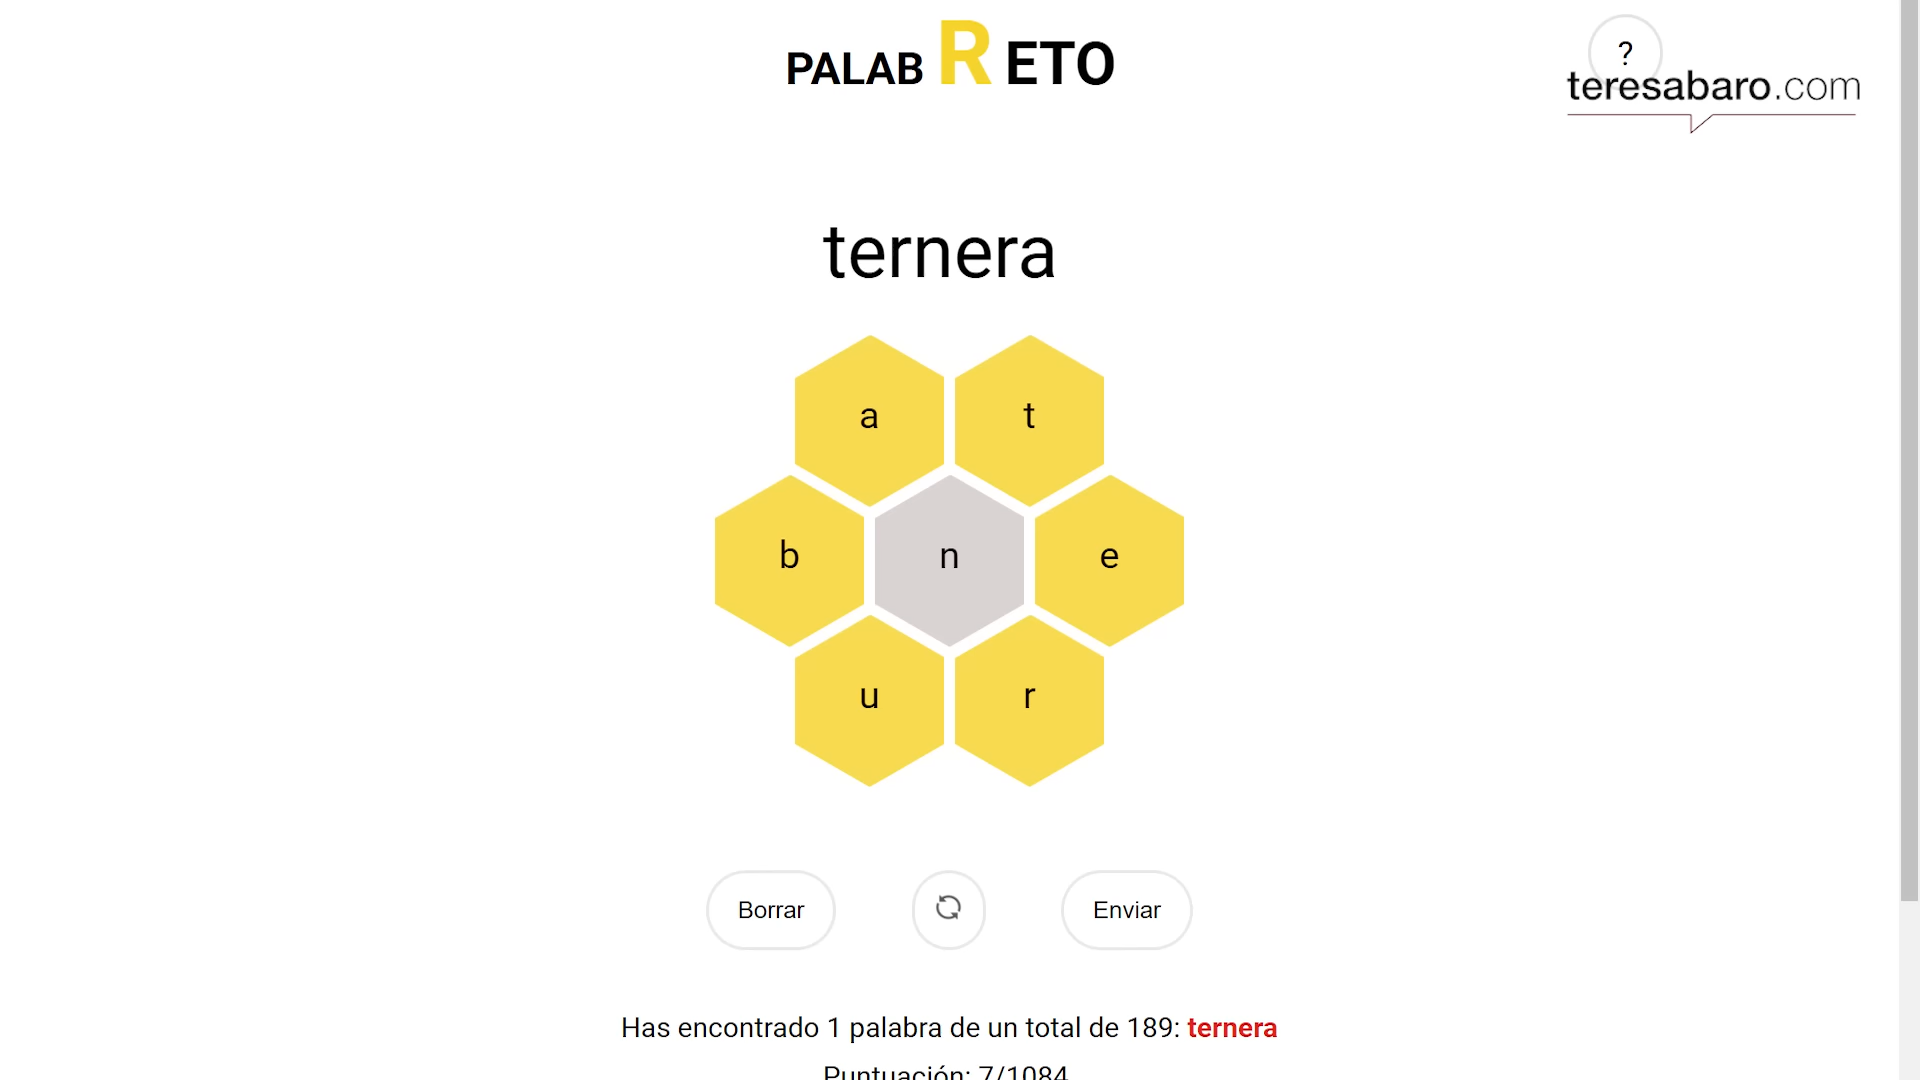 PALAB R ETO
?
teresabaro.com
ternera
a
t
b
n
e
u
r
Borrar
Enviar
Has encontrado 1 palabra de un total de 189: ternera
Puntuación: 7/1084